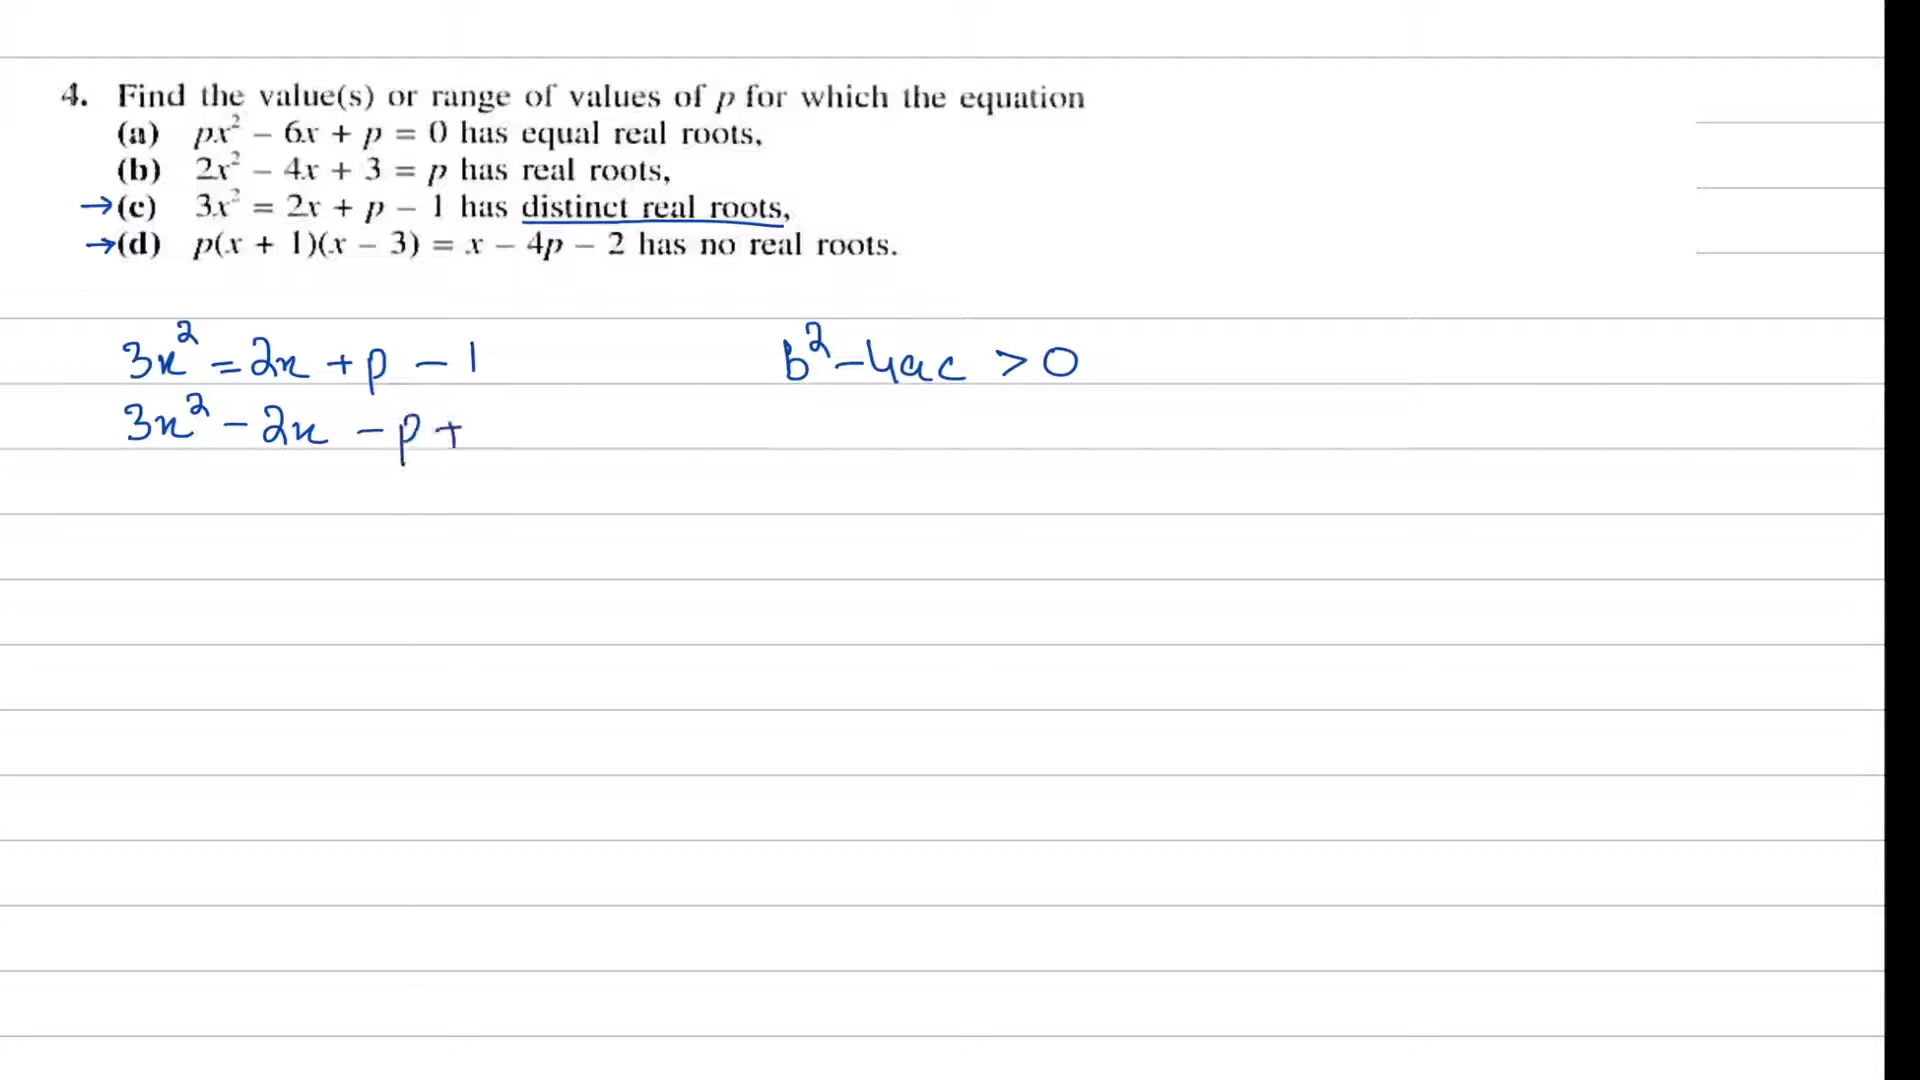 4. Find the value(s) or range of values of p for which the equation
(a) px² − 6x + p = 0 has equal real roots,
(b) 2x² − 4x + 3 = p has real roots,
→(c) 3x² = 2x + p − 1 has distinct real roots,
→(d) p(x + 1)(x − 3) = x − 4p − 2 has no real roots.
3x² = 2x + p − 1
b² − 4ac > 0
3x² − 2x − p +